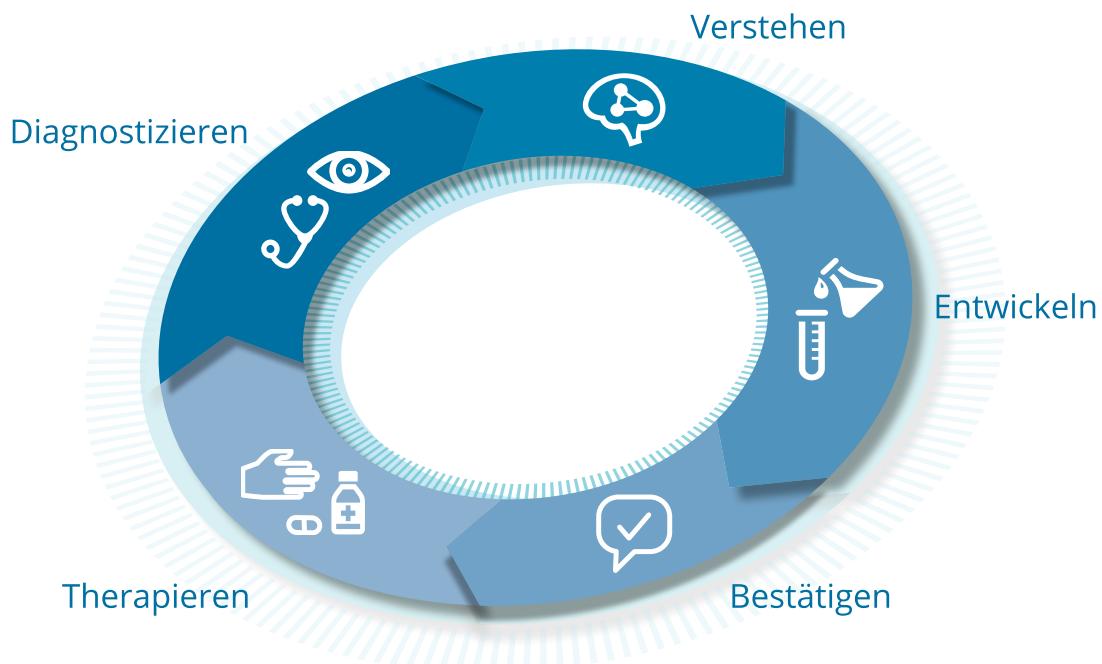 Verstehen
Diagnostizieren
Entwickeln
Therapieren
Bestätigen